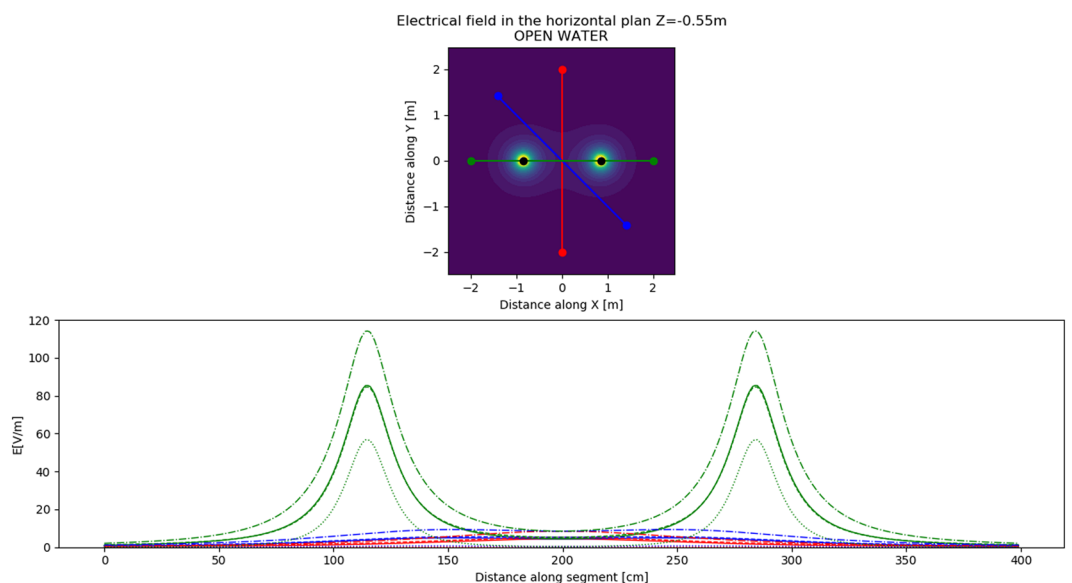 Electrical field in the horizontal plan Z=-0.55m
OPEN WATER
2
1
0
−1
−2
Distance along Y [m]
−2 −1 0 1 2
Distance along X [m]
120
100
80
60
40
20
0
E[V/m]
0 50 100 150 200 250 300 350 400
Distance along segment [cm]